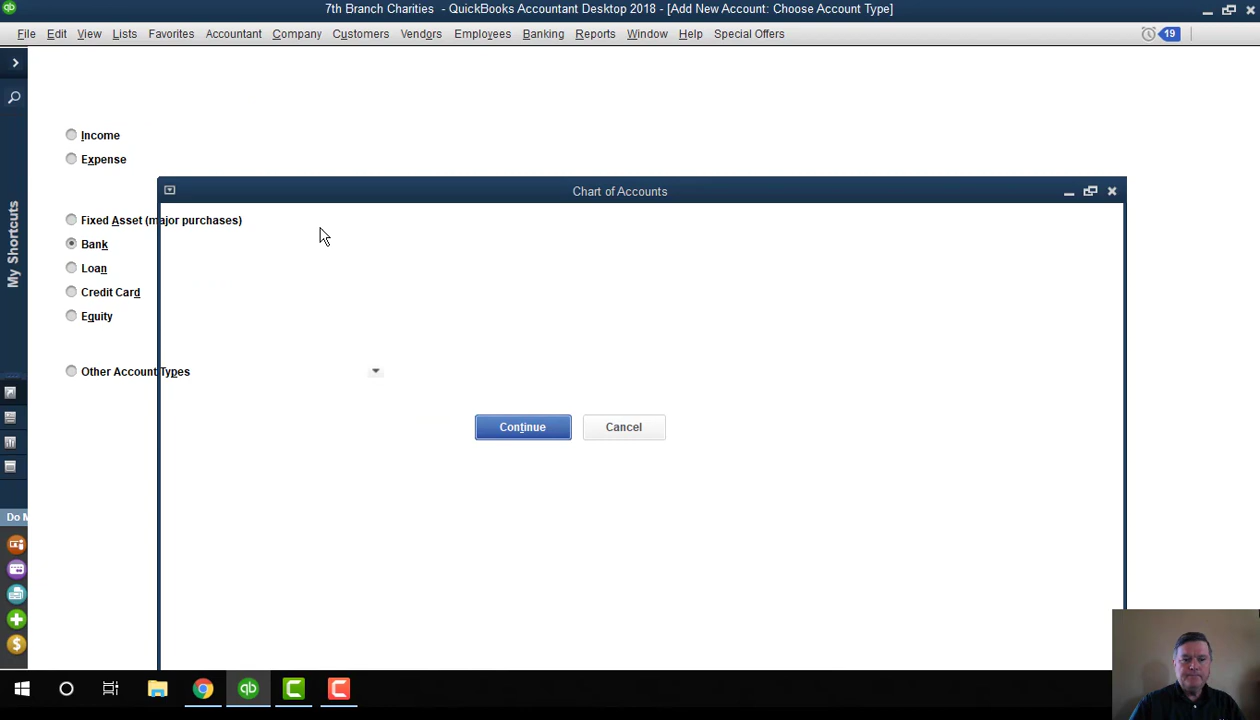 7th Branch Charities - QuickBooks Accountant Desktop 2018 - [Add New Account: Choose Account Type]
File Edit View Lists Favorites Accountant Company Customers Vendors Employees Banking Reports Window Help Special Offers 19
My Shortcuts
Income
Expense
Chart of Accounts
Fixed Asset (major purchases)
Bank
Loan
Credit Card
Equity
Other Account Types
Continue Cancel
Do M